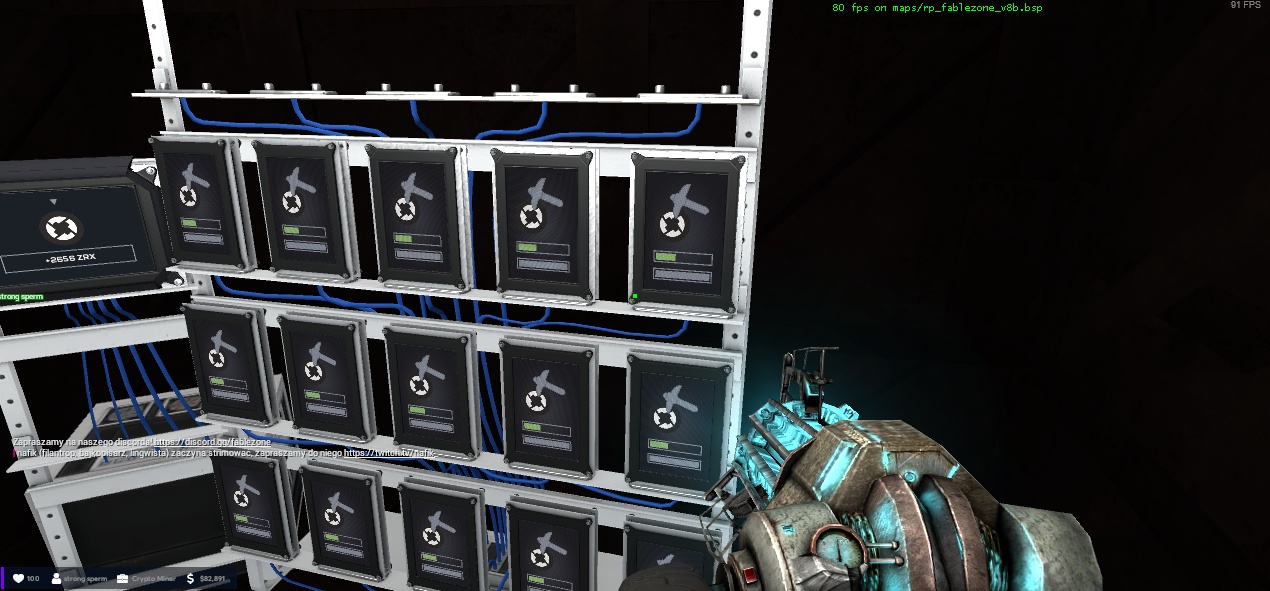 80 fps on maps/rp_fablezone_v8b.bsp
91 FPS
+2656 ZRX
strong sperm
Zapraszamy na naszego discorda! https://discord.gg/fablezone
nafik (filantrop, bajkopisarz, lingwista) zaczyna strimować, zapraszamy do niego https://twitch.tv/nafik
100 strong sperm Crypto Miner $ $82,891